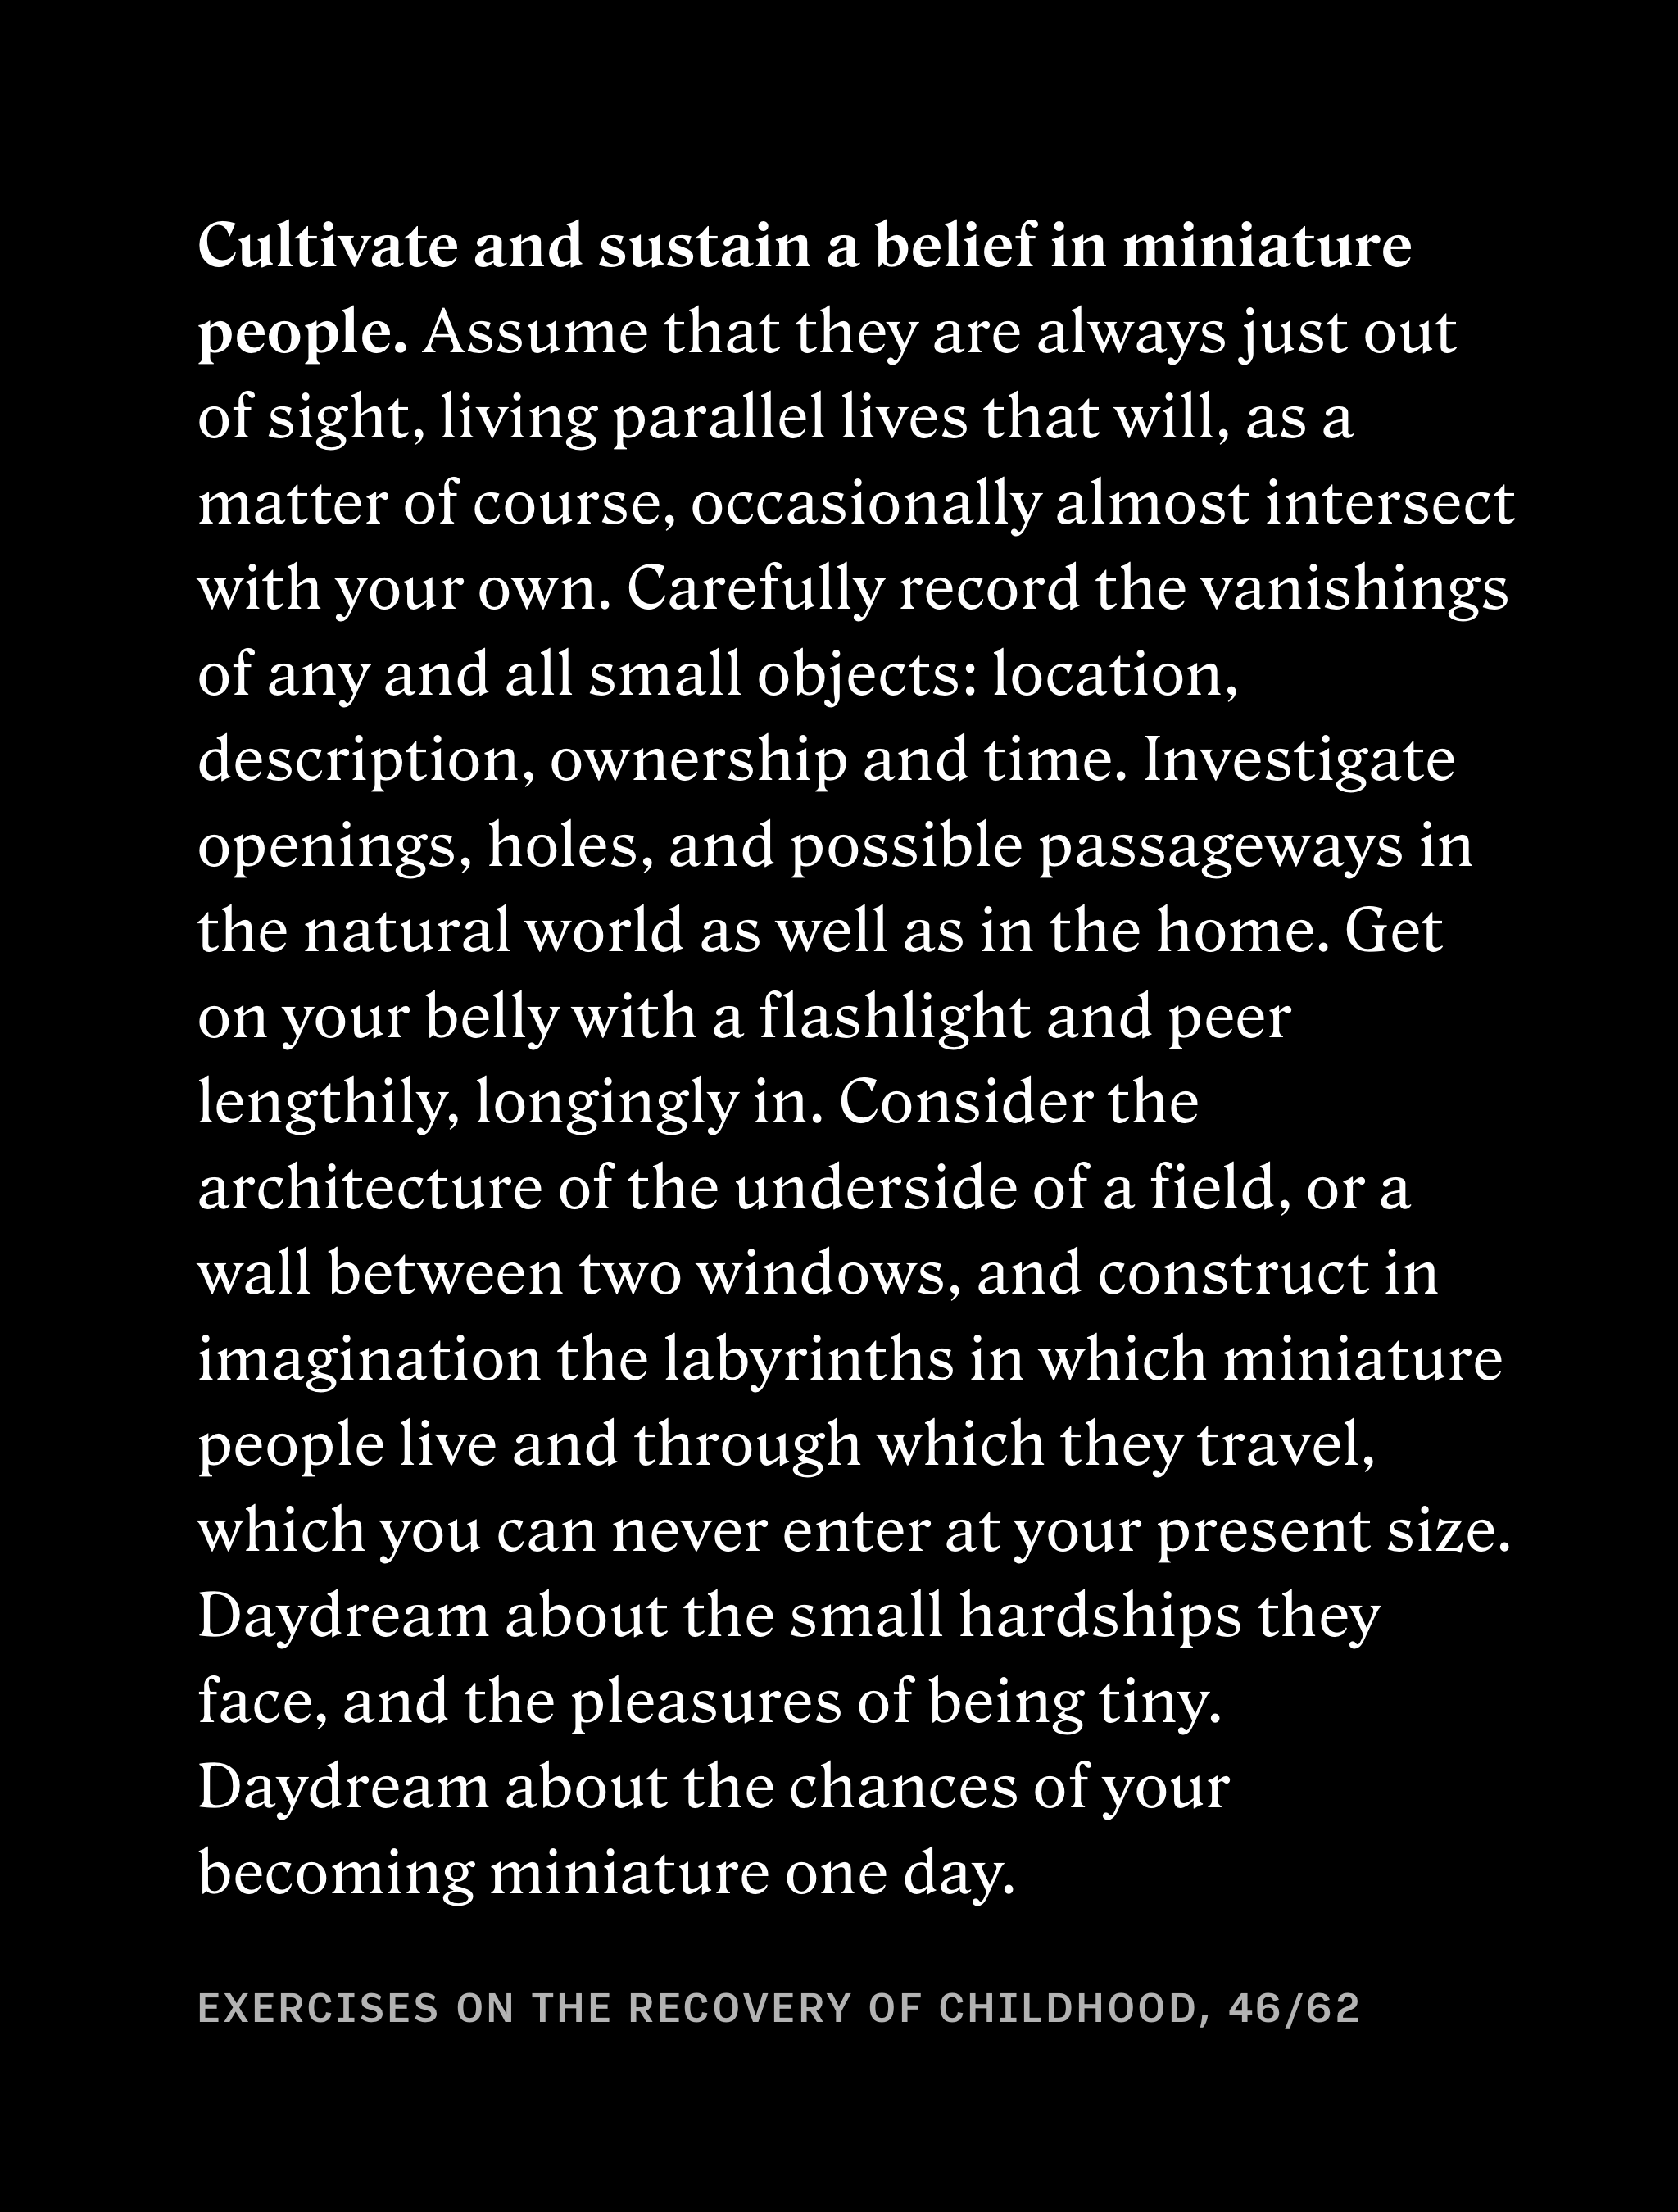 Cultivate and sustain a belief in miniature
people. Assume that they are always just out
of sight, living parallel lives that will, as a
matter of course, occasionally almost intersect
with your own. Carefully record the vanishings
of any and all small objects: location,
description, ownership and time. Investigate
openings, holes, and possible passageways in
the natural world as well as in the home. Get
on your belly with a flashlight and peer
lengthily, longingly in. Consider the
architecture of the underside of a field, or a
wall between two windows, and construct in
imagination the labyrinths in which miniature
people live and through which they travel,
which you can never enter at your present size.
Daydream about the small hardships they
face, and the pleasures of being tiny.
Daydream about the chances of your
becoming miniature one day.
EXERCISES ON THE RECOVERY OF CHILDHOOD, 46/62